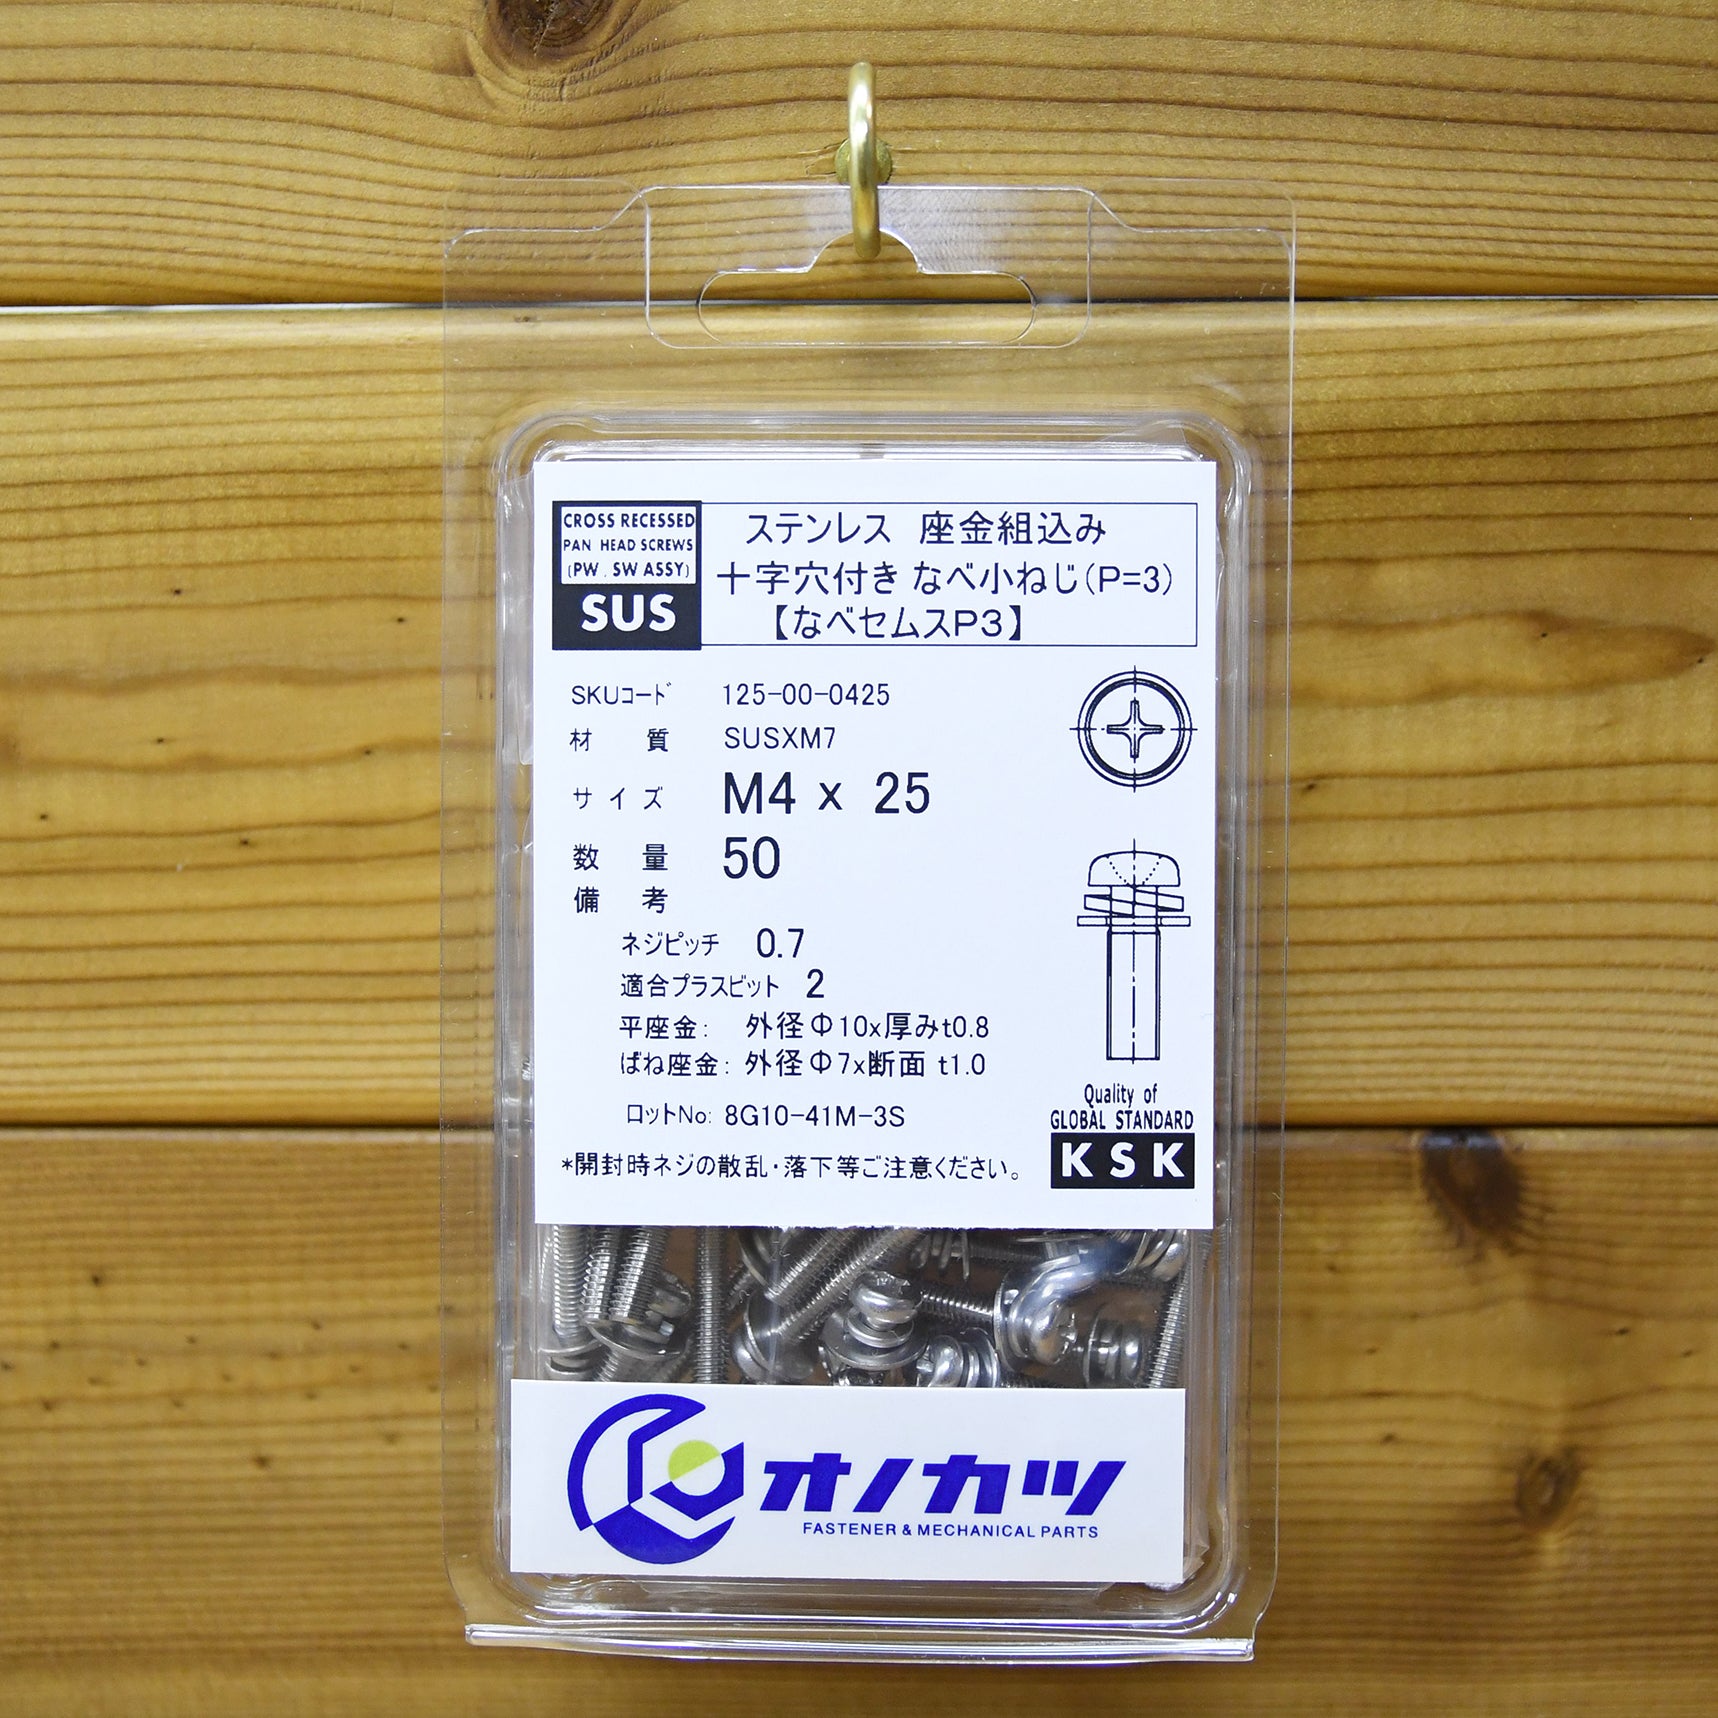 CROSS RECESSED
PAN HEAD SCREWS
(PW . SW ASSY)
SUS
ステンレス 座金組込み
十字穴付き なべ小ねじ(P=3)
【なべセムスP3】
SKUコード 125-00-0425
材 質 SUSXM7
サイズ M4 x 25
数 量 50
備 考
ネジピッチ 0.7
適合プラスビット 2
平座金: 外径Φ10x厚みt0.8
ばね座金: 外径Φ7x断面 t1.0
ロットNo: 8G10-41M-3S
*開封時ネジの散乱・落下等ご注意ください。
Quality of
GLOBAL STANDARD
KSK
オノカツ
FASTENER & MECHANICAL PARTS